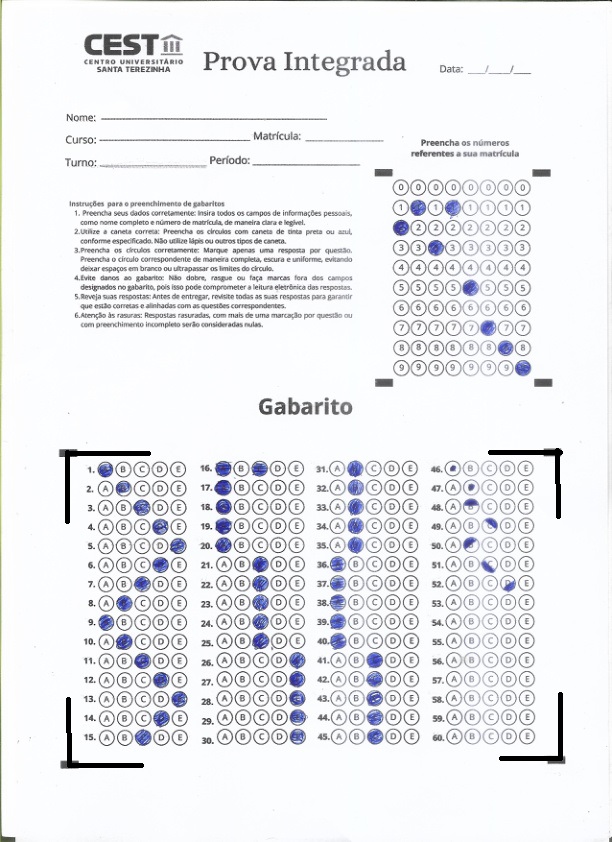 CEST
CENTRO UNIVERSITÁRIO
SANTA TEREZINHA
Prova Integrada
Data: ___/___/___
Nome:
Curso: Matrícula:
Turno: Período:
Preencha os números
referentes a sua matrícula
0 0 0 0 0 0 0 0
1 1 1 1 1 1
2 2 2 2 2 2 2
3 3 3 3 3 3 3
4 4 4 4 4 4 4 4
5 5 5 5 5 5 5
6 6 6 6 6 6 6 6
7 7 7 7 7 7 7
8 8 8 8 8 8 8
9 9 9 9 9 9 9
Instruções para o preenchimento de gabaritos
1. Preencha seus dados corretamente: Insira todos os campos de informações pessoais,
como nome completo e número de matrícula, de maneira clara e legível.
2.Utilize a caneta correta: Preencha os círculos com caneta de tinta preta ou azul,
conforme especificado. Não utilize lápis ou outros tipos de caneta.
3.Preencha os círculos corretamente: Marque apenas uma resposta por questão.
Preencha o círculo correspondente de maneira completa, escura e uniforme, evitando
deixar espaços em branco ou ultrapassar os limites do círculo.
4.Evite danos ao gabarito: Não dobre, rasgue ou faça marcas fora dos campos
designados no gabarito, pois isso pode comprometer a leitura eletrônica das respostas.
5.Reveja suas respostas: Antes de entregar, revisite todas as suas respostas para garantir
que estão corretas e alinhadas com as questões correspondentes.
6.Atenção às rasuras: Respostas rasuradas, com mais de uma marcação por questão ou
com preenchimento incompleto serão consideradas nulas.
Gabarito
1. B C D E
2. A C D E
3. A B D E
4. A B C E
5. A B C D
6. A B C E
7. A B D E
8. A C D E
9. B C D E
10. A C D E
11. A B D E
12. A B C E
13. A B C D
14. A B C E
15. A B D E
16. B D E
17. B C D E
18. B C D E
19. B C D E
20. B C D E
21. A B D E
22. A B D E
23. A B D E
24. A B D E
25. A B D E
26. A B C D
27. A B C D
28. A B C D
29. A B C D
30. A B C D
31. A C D E
32. A C D E
33. A C D E
34. A C D E
35. A C D E
36. B C D E
37. B C D E
38. B C D E
39. B C D E
40. B C D E
41. A B D E
42. A B D E
43. A B D E
44. A B D E
45. A B D E
46. B C D E
47. A C D E
48. A C D E
49. A B D E
50. A C D E
51. A B D E
52. A B C E
53. A B C D E
54. A B C D E
55. A B C D E
56. A B C D E
57. A B C D E
58. A B C D E
59. A B C D E
60. A B C D E